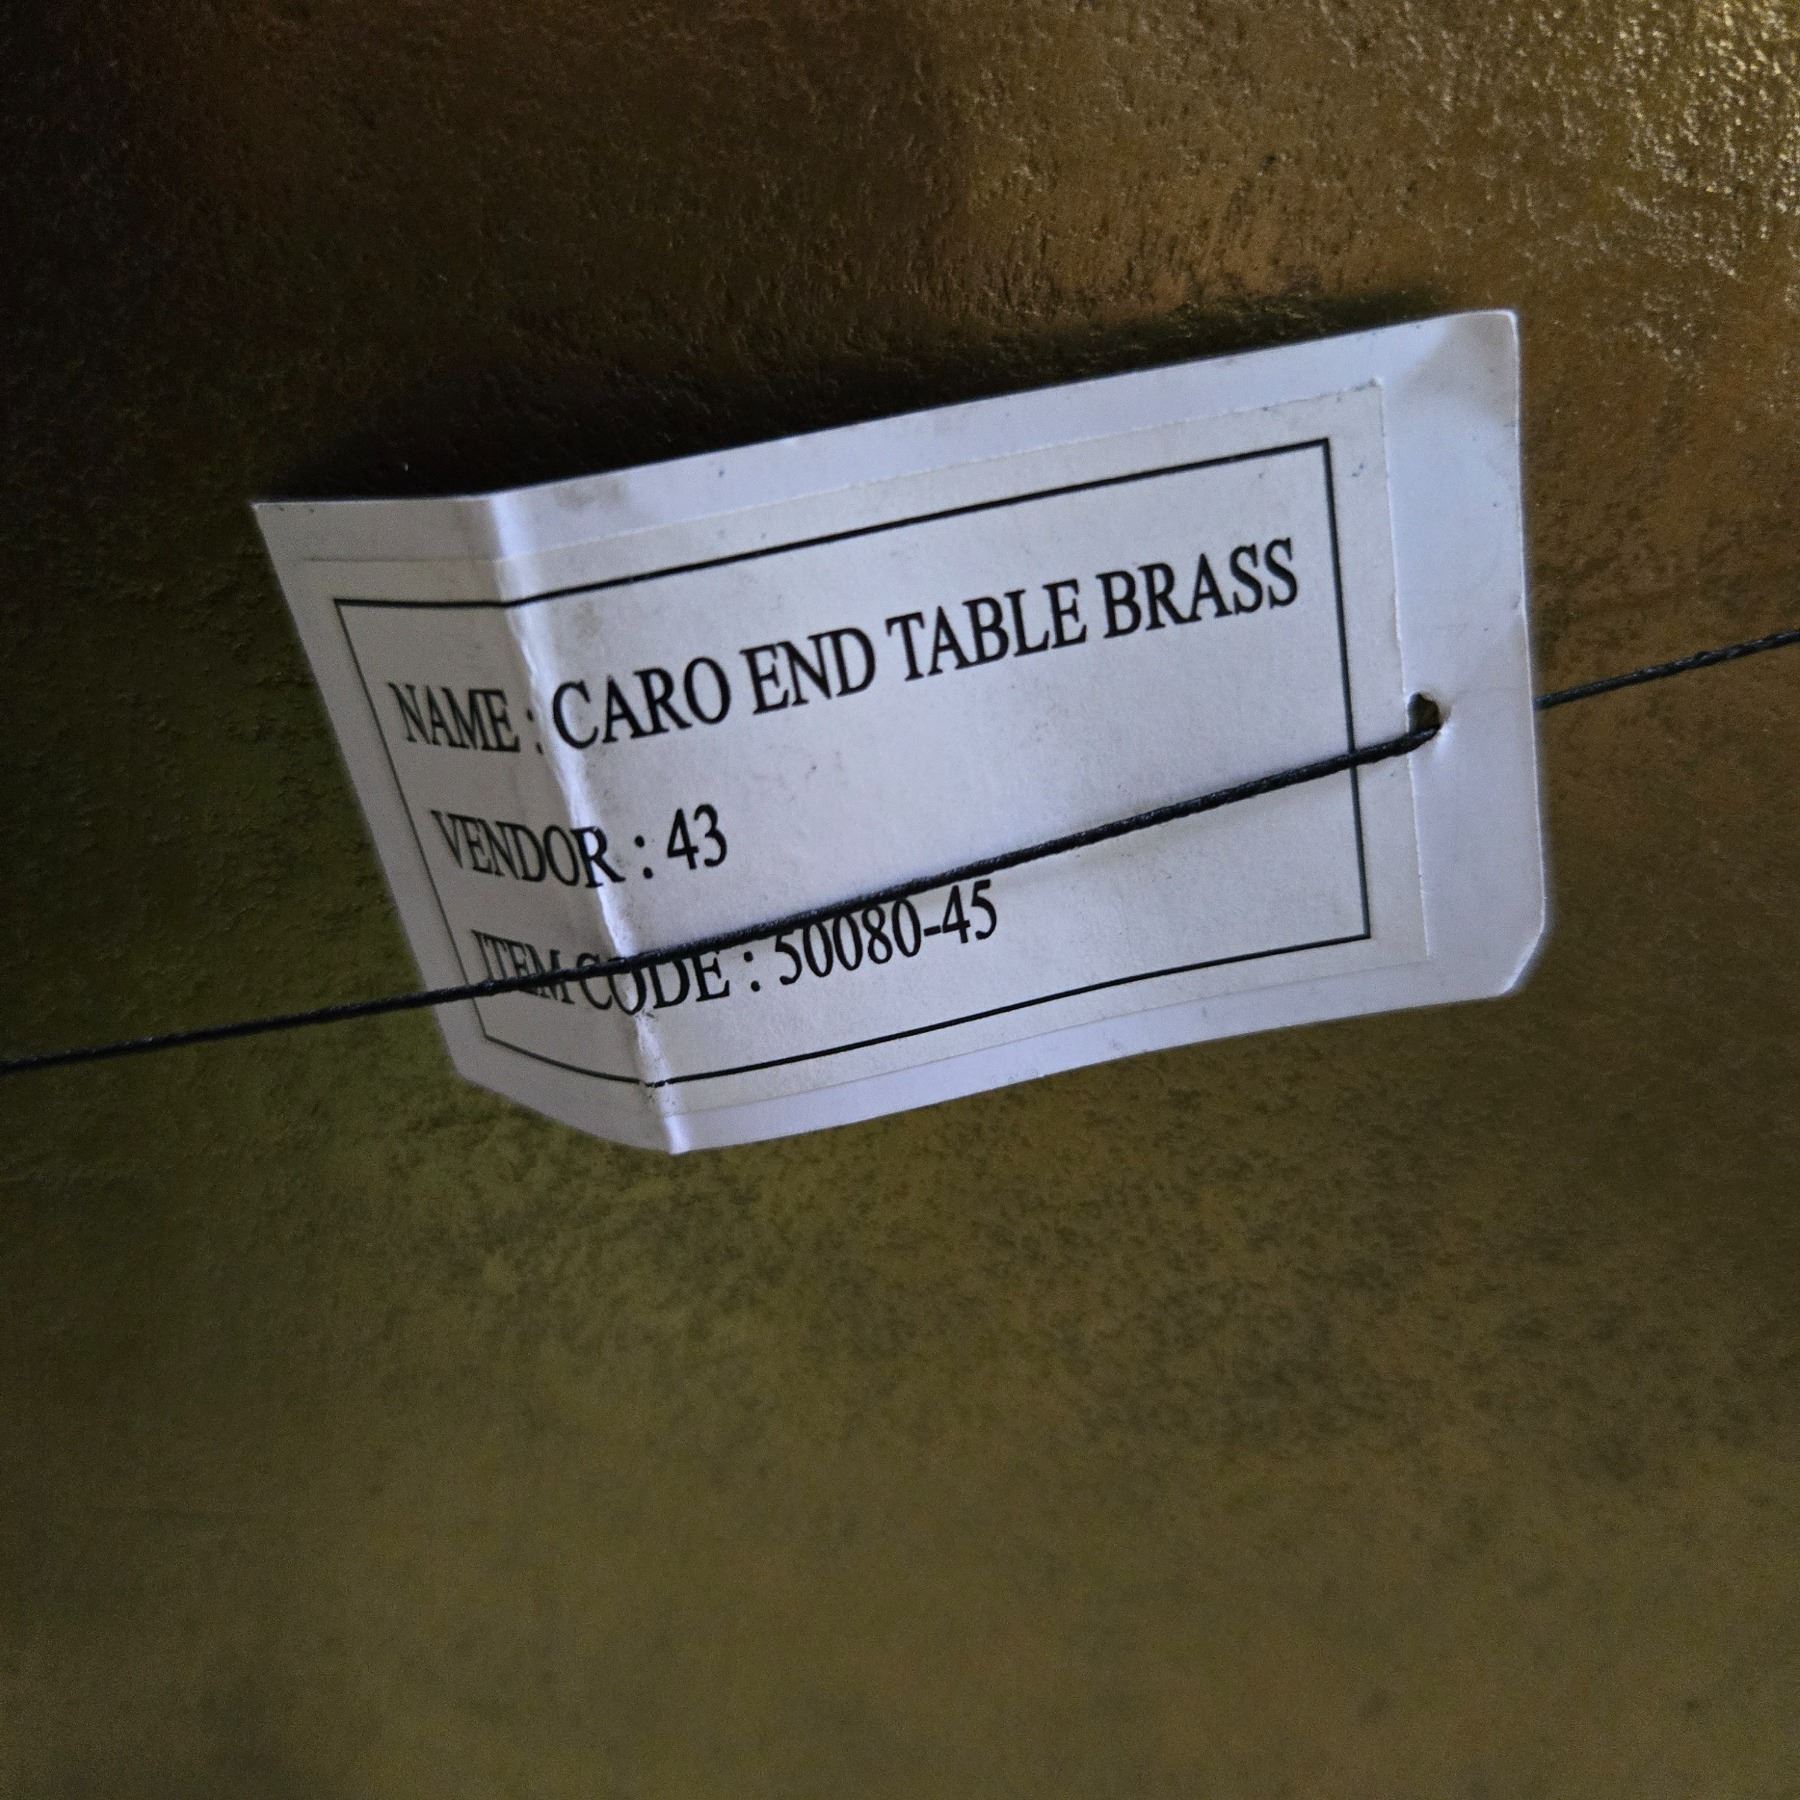 NAME : CARO END TABLE BRASS
VENDOR : 43
ITEM CODE : 50080-45